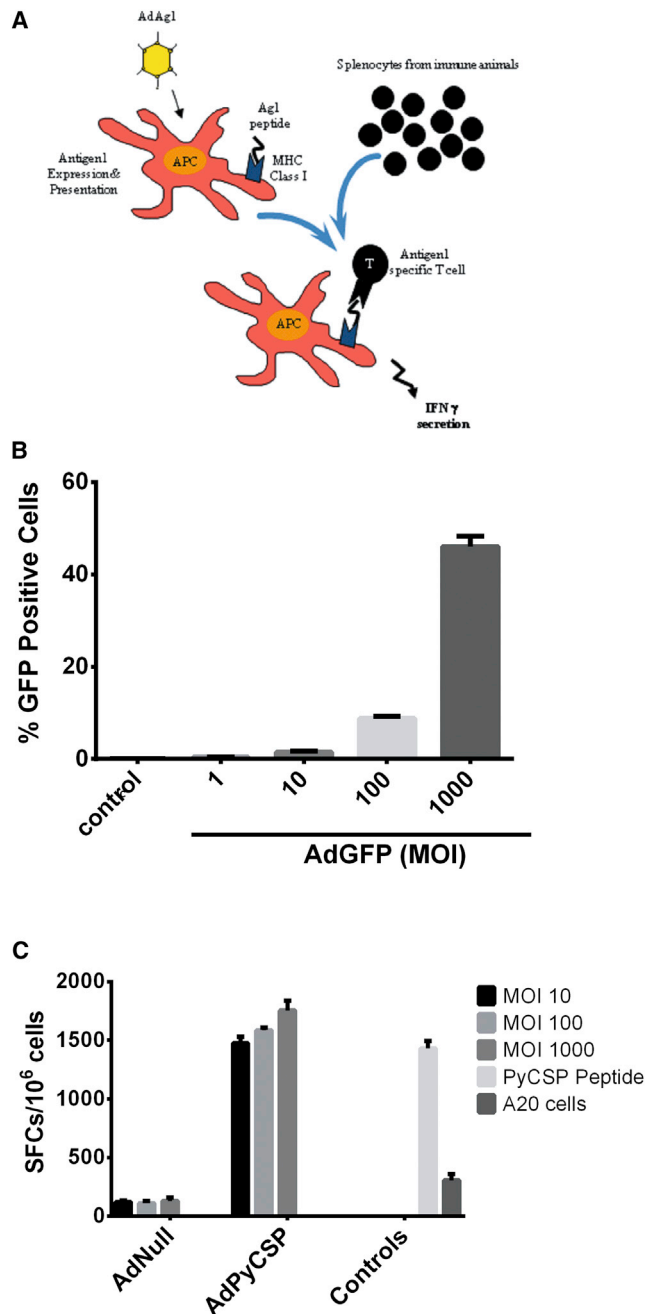 A
AdAg1
Splenocytes from immune animals
Ag1
peptide
MHC
Class I
Antigen1
Expression &
Presentation
APC
Antigen1
specific T cell
T
APC
IFN γ
secretion
B
% GFP Positive Cells
60
40
20
0
control
1
10
100
1000
AdGFP (MOI)
C
SFCs/10⁶ cells
2000
1500
1000
500
0
AdNull
AdPyCSP
Controls
MOI 10
MOI 100
MOI 1000
PyCSP Peptide
A20 cells